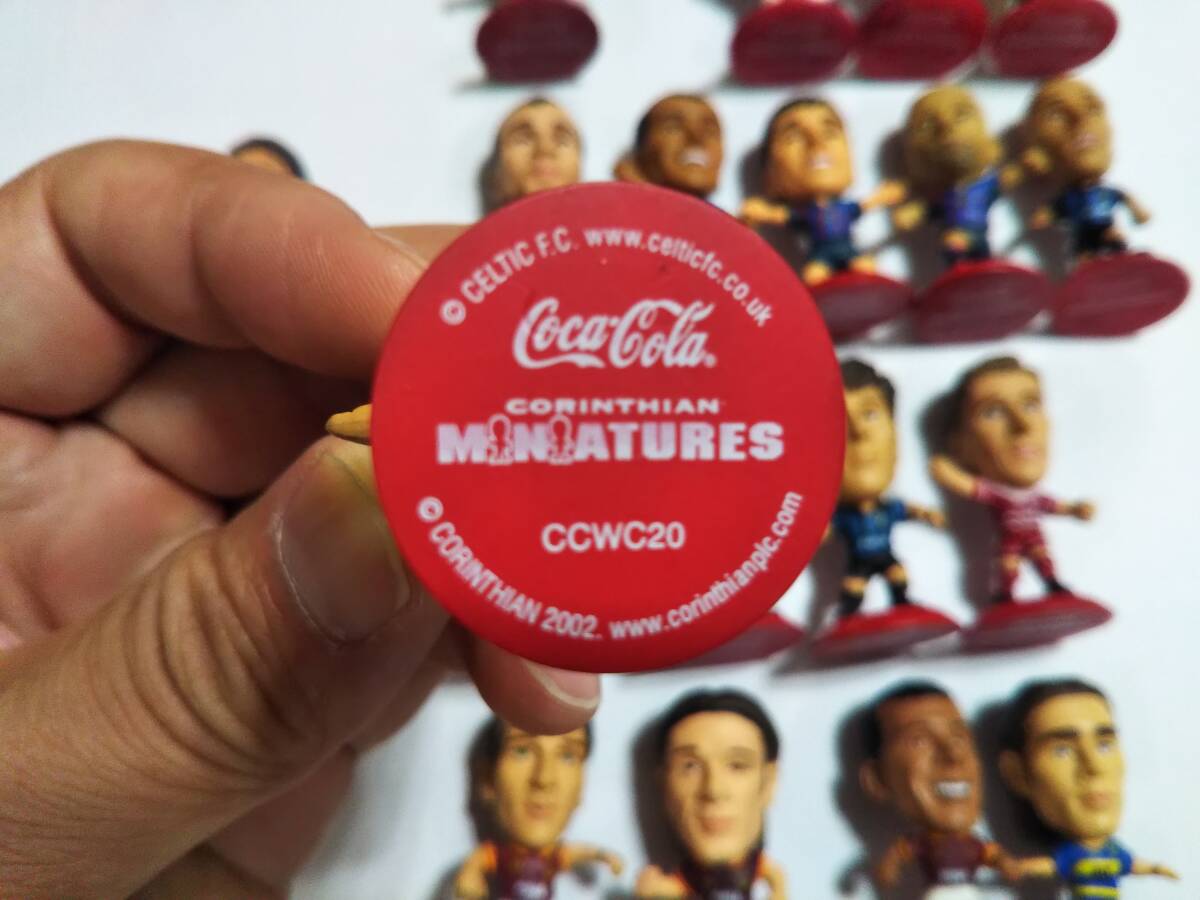 © CELTIC F.C. www.celticfc.co.uk
Coca-Cola®
CORINTHIAN
MINIATURES
CCWC20
© CORINTHIAN 2002. www.corinthianplc.com